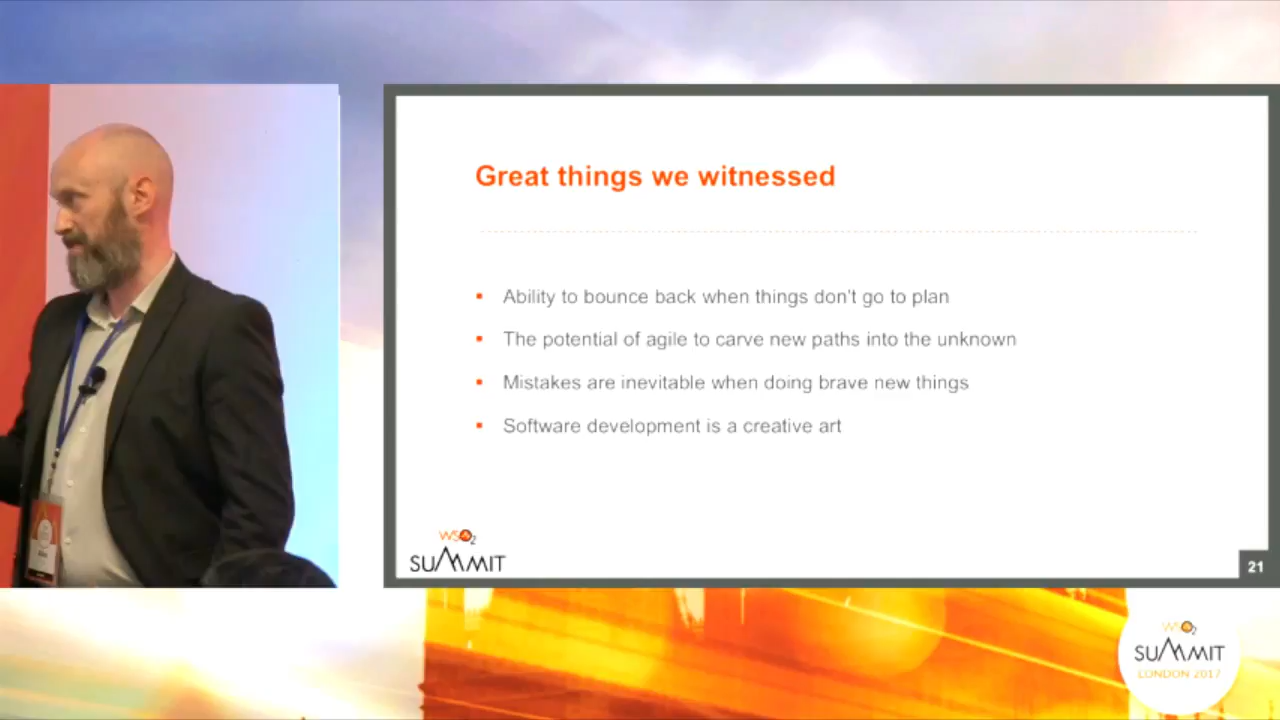 Great things we witnessed
Ability to bounce back when things don't go to plan
The potential of agile to carve new paths into the unknown
Mistakes are inevitable when doing brave new things
Software development is a creative art
WSO2
SUMMIT
21
WSO2
SUMMIT
LONDON 2017